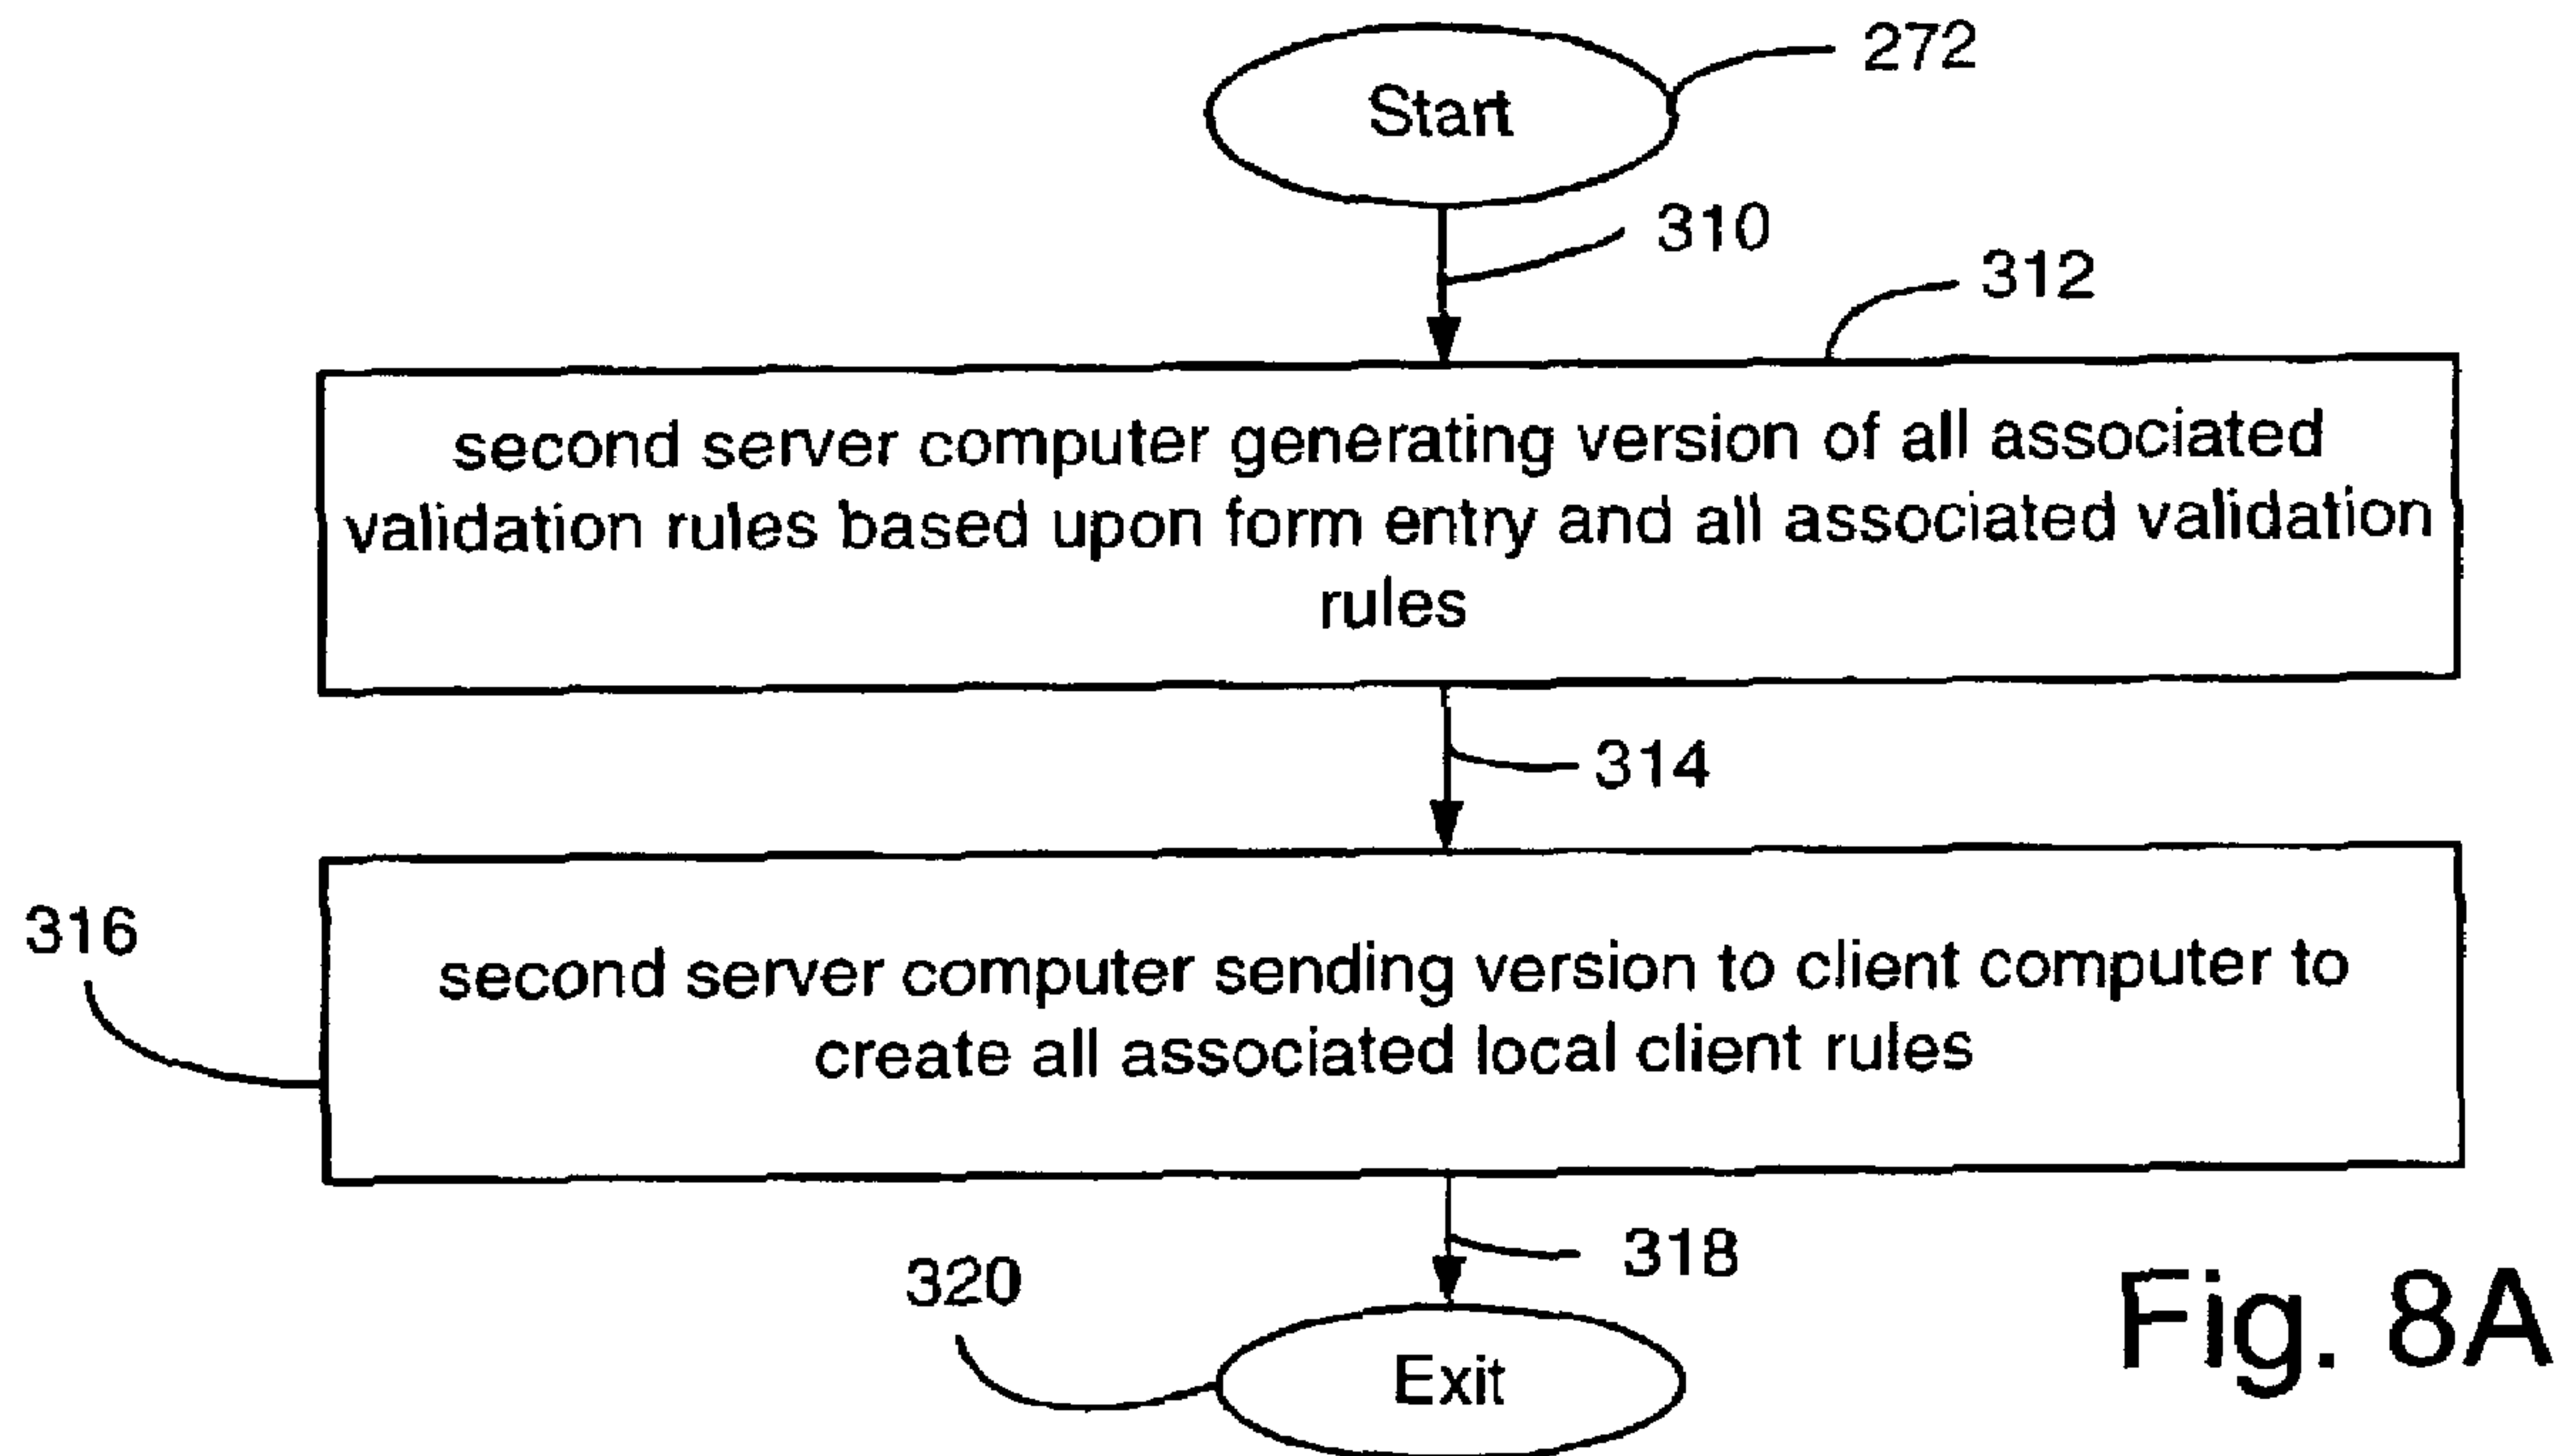 272
Start
310
312
second server computer generating version of all associated
validation rules based upon form entry and all associated validation
rules
314
316
second server computer sending version to client computer to
create all associated local client rules
318
320
Exit
Fig. 8A